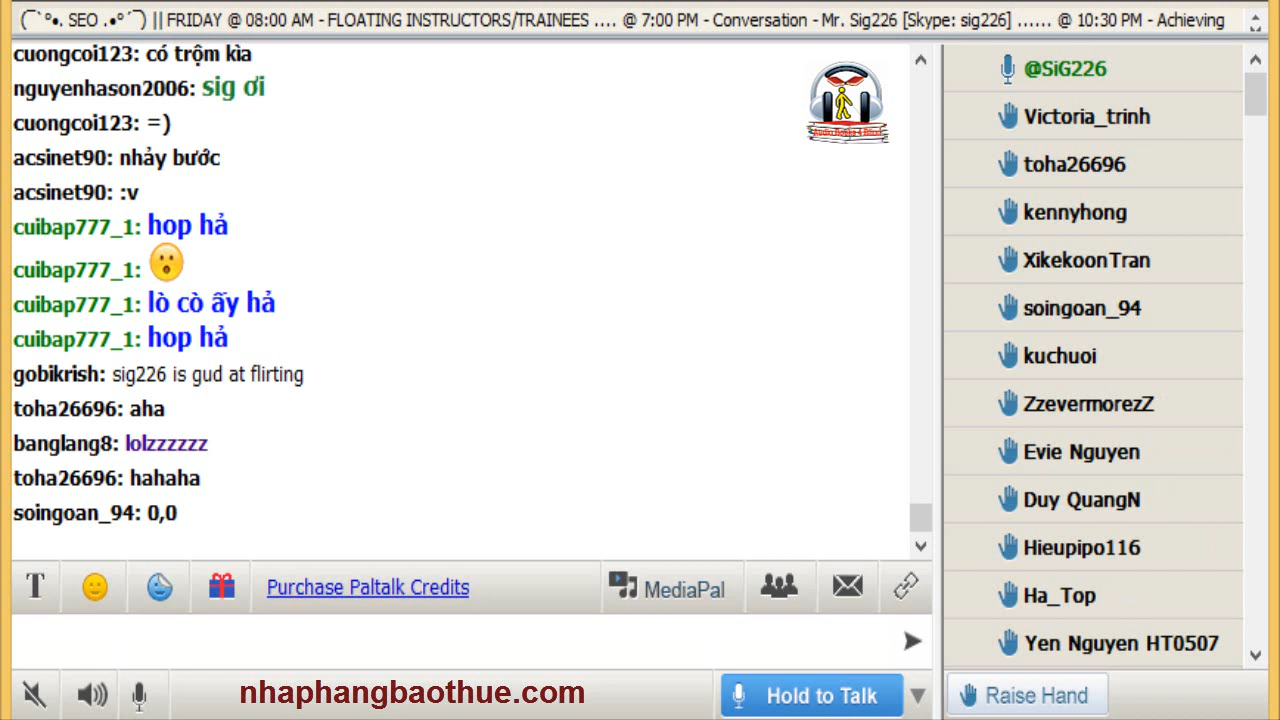 (¯`°•. SEO .•°´¯) || FRIDAY @ 08:00 AM - FLOATING INSTRUCTORS/TRAINEES .... @ 7:00 PM - Conversation - Mr. Sig226 [Skype: sig226] ...... @ 10:30 PM - Achieving
cuongcoi123: có trộm kìa
nguyenhason2006: sig ơi
cuongcoi123: =)
acsinet90: nhảy bước
acsinet90: :v
cuibap777_1: hop hả
cuibap777_1:
cuibap777_1: lò cò ấy hả
cuibap777_1: hop hả
gobikrish: sig226 is gud at flirting
toha26696: aha
banglang8: lolzzzzzz
toha26696: hahaha
soingoan_94: 0,0
Audio Books 4 Blind
@SiG226
Victoria_trinh
toha26696
kennyhong
XikekoonTran
soingoan_94
kuchuoi
ZzevermorezZ
Evie Nguyen
Duy QuangN
Hieupipo116
Ha_Top
Yen Nguyen HT0507
T
Purchase Paltalk Credits
MediaPal
nhaphangbaothue.com
Hold to Talk
Raise Hand